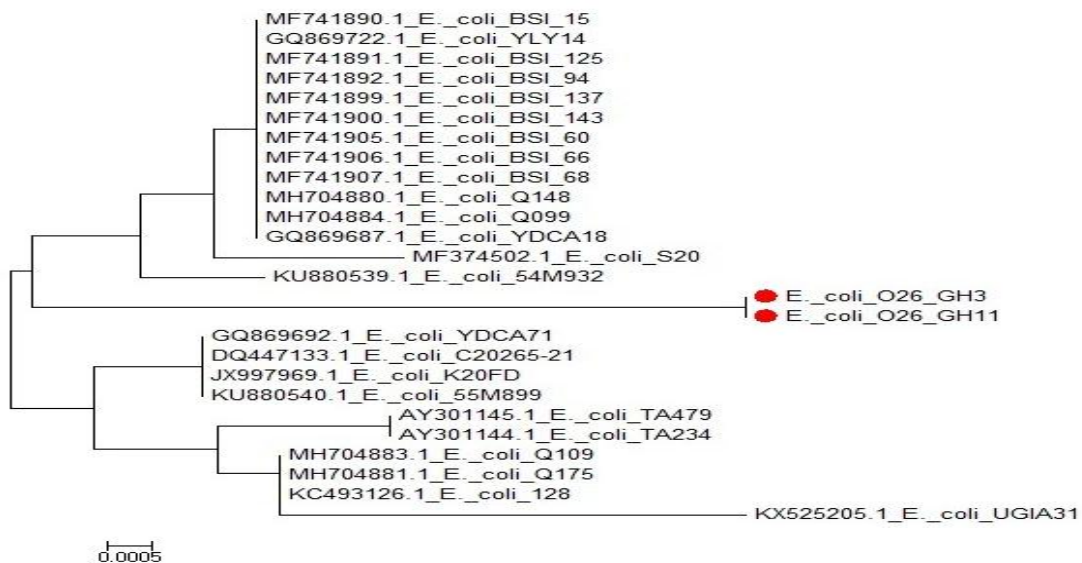 MF741890.1_E._coli_BSI_15
GQ869722.1_E._coli_YLY14
MF741891.1_E._coli_BSI_125
MF741892.1_E._coli_BSI_94
MF741899.1_E._coli_BSI_137
MF741900.1_E._coli_BSI_143
MF741905.1_E._coli_BSI_60
MF741906.1_E._coli_BSI_66
MF741907.1_E._coli_BSI_68
MH704880.1_E._coli_Q148
MH704884.1_E._coli_Q099
GQ869687.1_E._coli_YDCA18
MF374502.1_E._coli_S20
KU880539.1_E._coli_54M932
E._coli_O26_GH3
E._coli_O26_GH11
GQ869692.1_E._coli_YDCA71
DQ447133.1_E._coli_C20265-21
JX997969.1_E._coli_K20FD
KU880540.1_E._coli_55M899
AY301145.1_E._coli_TA479
AY301144.1_E._coli_TA234
MH704883.1_E._coli_Q109
MH704881.1_E._coli_Q175
KC493126.1_E._coli_128
KX525205.1_E._coli_UGIA31
0.0005